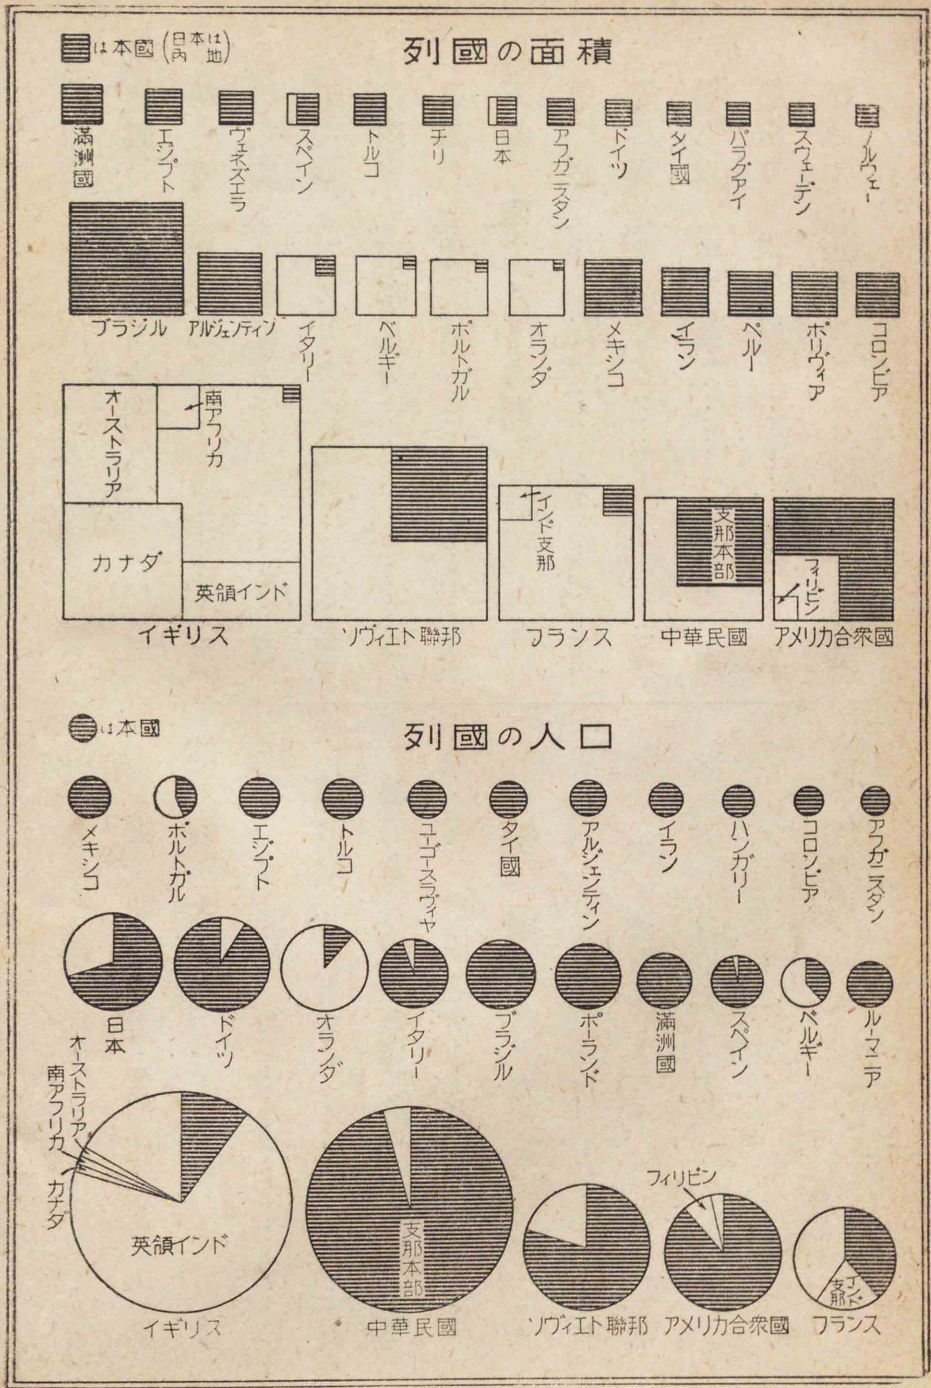 列國の面積
は本國(日本は内地)
滿洲國
エジプト
ヴェネズエラ
スペイン
トルコ
チリ
日本
アフガニスタン
ドイツ
タイ國
パラグアイ
スウェーデン
ノルウェー
ブラジル
アルジェンティン
イタリー
ベルギー
ポルトガル
オランダ
メキシコ
イラン
ペルー
ボリヴィア
コロンビア
オーストラリア
南アフリカ
カナダ
英領インド
イギリス
ソヴィエト聯邦
インド支那
フランス
支那本部
中華民國
フィリピン
アメリカ合衆國
列國の人口
は本國
メキシコ
ポルトガル
エジプト
トルコ
ユーゴースラヴィヤ
タイ國
アルジェンティン
イラン
ハンガリー
コロンビア
アフガニスタン
日本
ドイツ
オランダ
イタリー
ブラジル
ポーランド
滿洲國
スペイン
ベルギー
ルーマニア
オーストラリア
南アフリカ
カナダ
英領インド
イギリス
支那本部
中華民國
ソヴィエト聯邦
フィリピン
アメリカ合衆國
インド支那
フランス